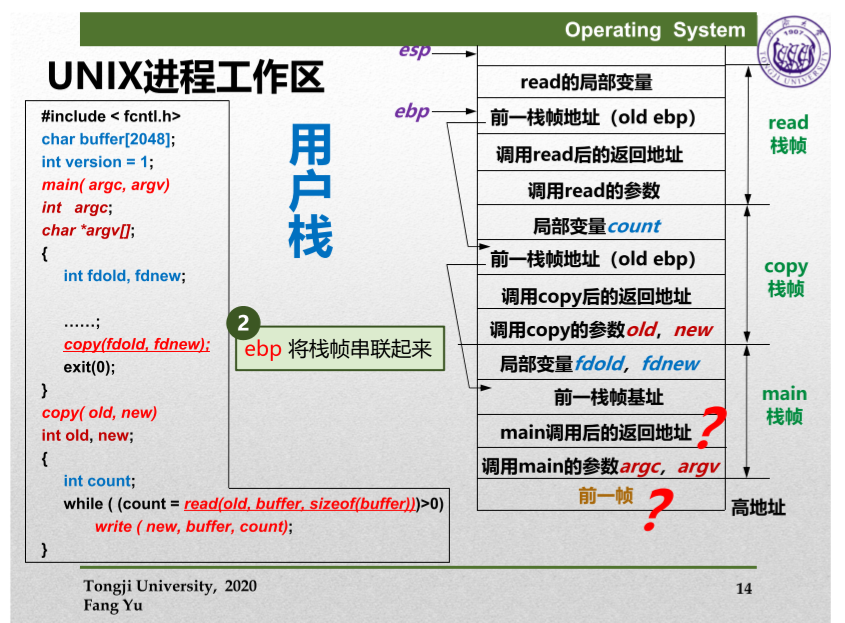 Operating System
UNIX进程工作区
#include < fcntl.h>
char buffer[2048];
int version = 1;
main( argc, argv)
int argc;
char *argv[];
{
int fdold, fdnew;
……;
copy(fdold, fdnew);
exit(0);
}
copy( old, new)
int old, new;
{
int count;
while ( (count = read(old, buffer, sizeof(buffer)))>0)
write ( new, buffer, count);
}
用户栈
2
ebp 将栈帧串联起来
esp
ebp
read的局部变量
前一栈帧地址（old ebp）
调用read后的返回地址
调用read的参数
局部变量count
前一栈帧地址（old ebp）
调用copy后的返回地址
调用copy的参数old，new
局部变量fdold，fdnew
前一栈帧基址
main调用后的返回地址
?
调用main的参数argc，argv
前一帧
?
read
栈帧
copy
栈帧
main
栈帧
高地址
1907
TONGJI UNIVERSITY
Tongji University, 2020
Fang Yu
14